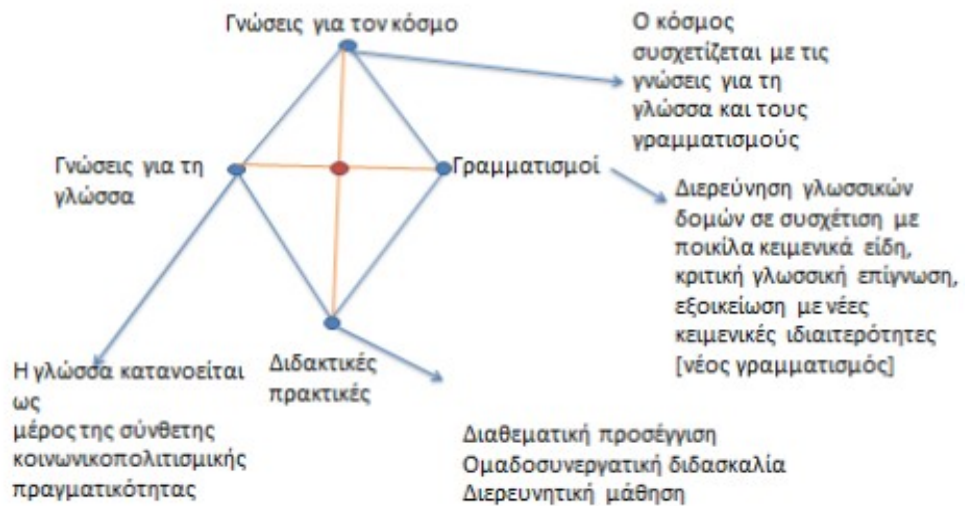 Γνώσεις για τον κόσμο
Ο κόσμος
συσχετίζεται με τις
γνώσεις για τη
γλώσσα και τους
γραμματισμούς
Γνώσεις για τη
γλώσσα
Γραμματισμοί
Διερεύνηση γλωσσικών
δομών σε συσχέτιση με
ποικίλα κειμενικά είδη,
κριτική γλωσσική επίγνωση,
εξοικείωση με νέες
κειμενικές ιδιαιτερότητες
[νέος γραμματισμός]
Διδακτικές
πρακτικές
Η γλώσσα κατανοείται
ως
μέρος της σύνθετης
κοινωνικοπολιτισμικής
πραγματικότητας
Διαθεματική προσέγγιση
Ομαδοσυνεργατική διδασκαλία
Διερευνητική μάθηση